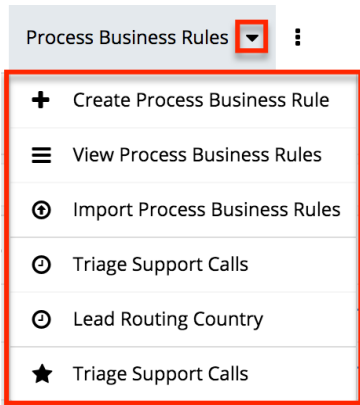 Process Business Rules
Create Process Business Rule
View Process Business Rules
Import Process Business Rules
Triage Support Calls
Lead Routing Country
Triage Support Calls